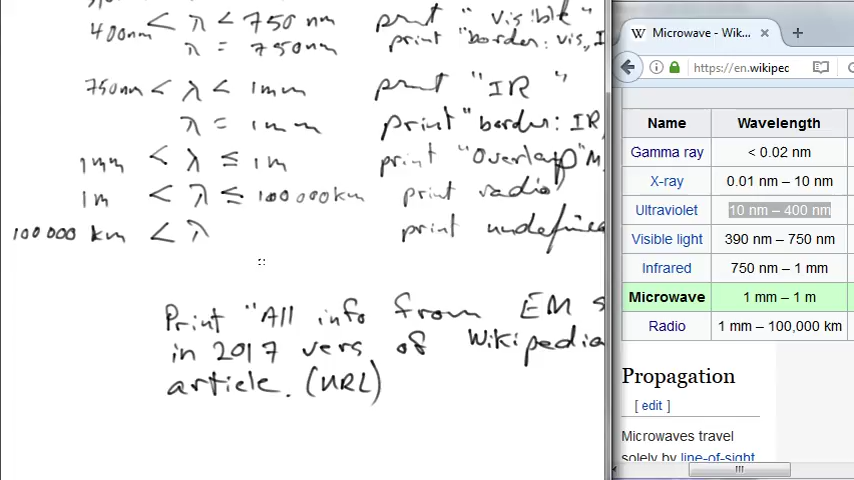 400nm < λ < 750 nm print "visible"
λ = 750nm print "border: vis., I
750nm < λ < 1mm print "IR"
λ = 1mm print "border: IR,
1mm < λ ≤ 1m print "Overlap" M,
1m < λ ≤ 100000km print radio
100 000 km < λ print undefined
Print "All info from EM s
in 2017 vers of Wikipedia
article. (URL)
Microwave - Wik...
https://en.wikipec
Name Wavelength
Gamma ray < 0.02 nm
X-ray 0.01 nm – 10 nm
Ultraviolet 10 nm – 400 nm
Visible light 390 nm – 750 nm
Infrared 750 nm – 1 mm
Microwave 1 mm – 1 m
Radio 1 mm – 100,000 km
Propagation
[ edit ]
Microwaves travel
solely by line-of-sight